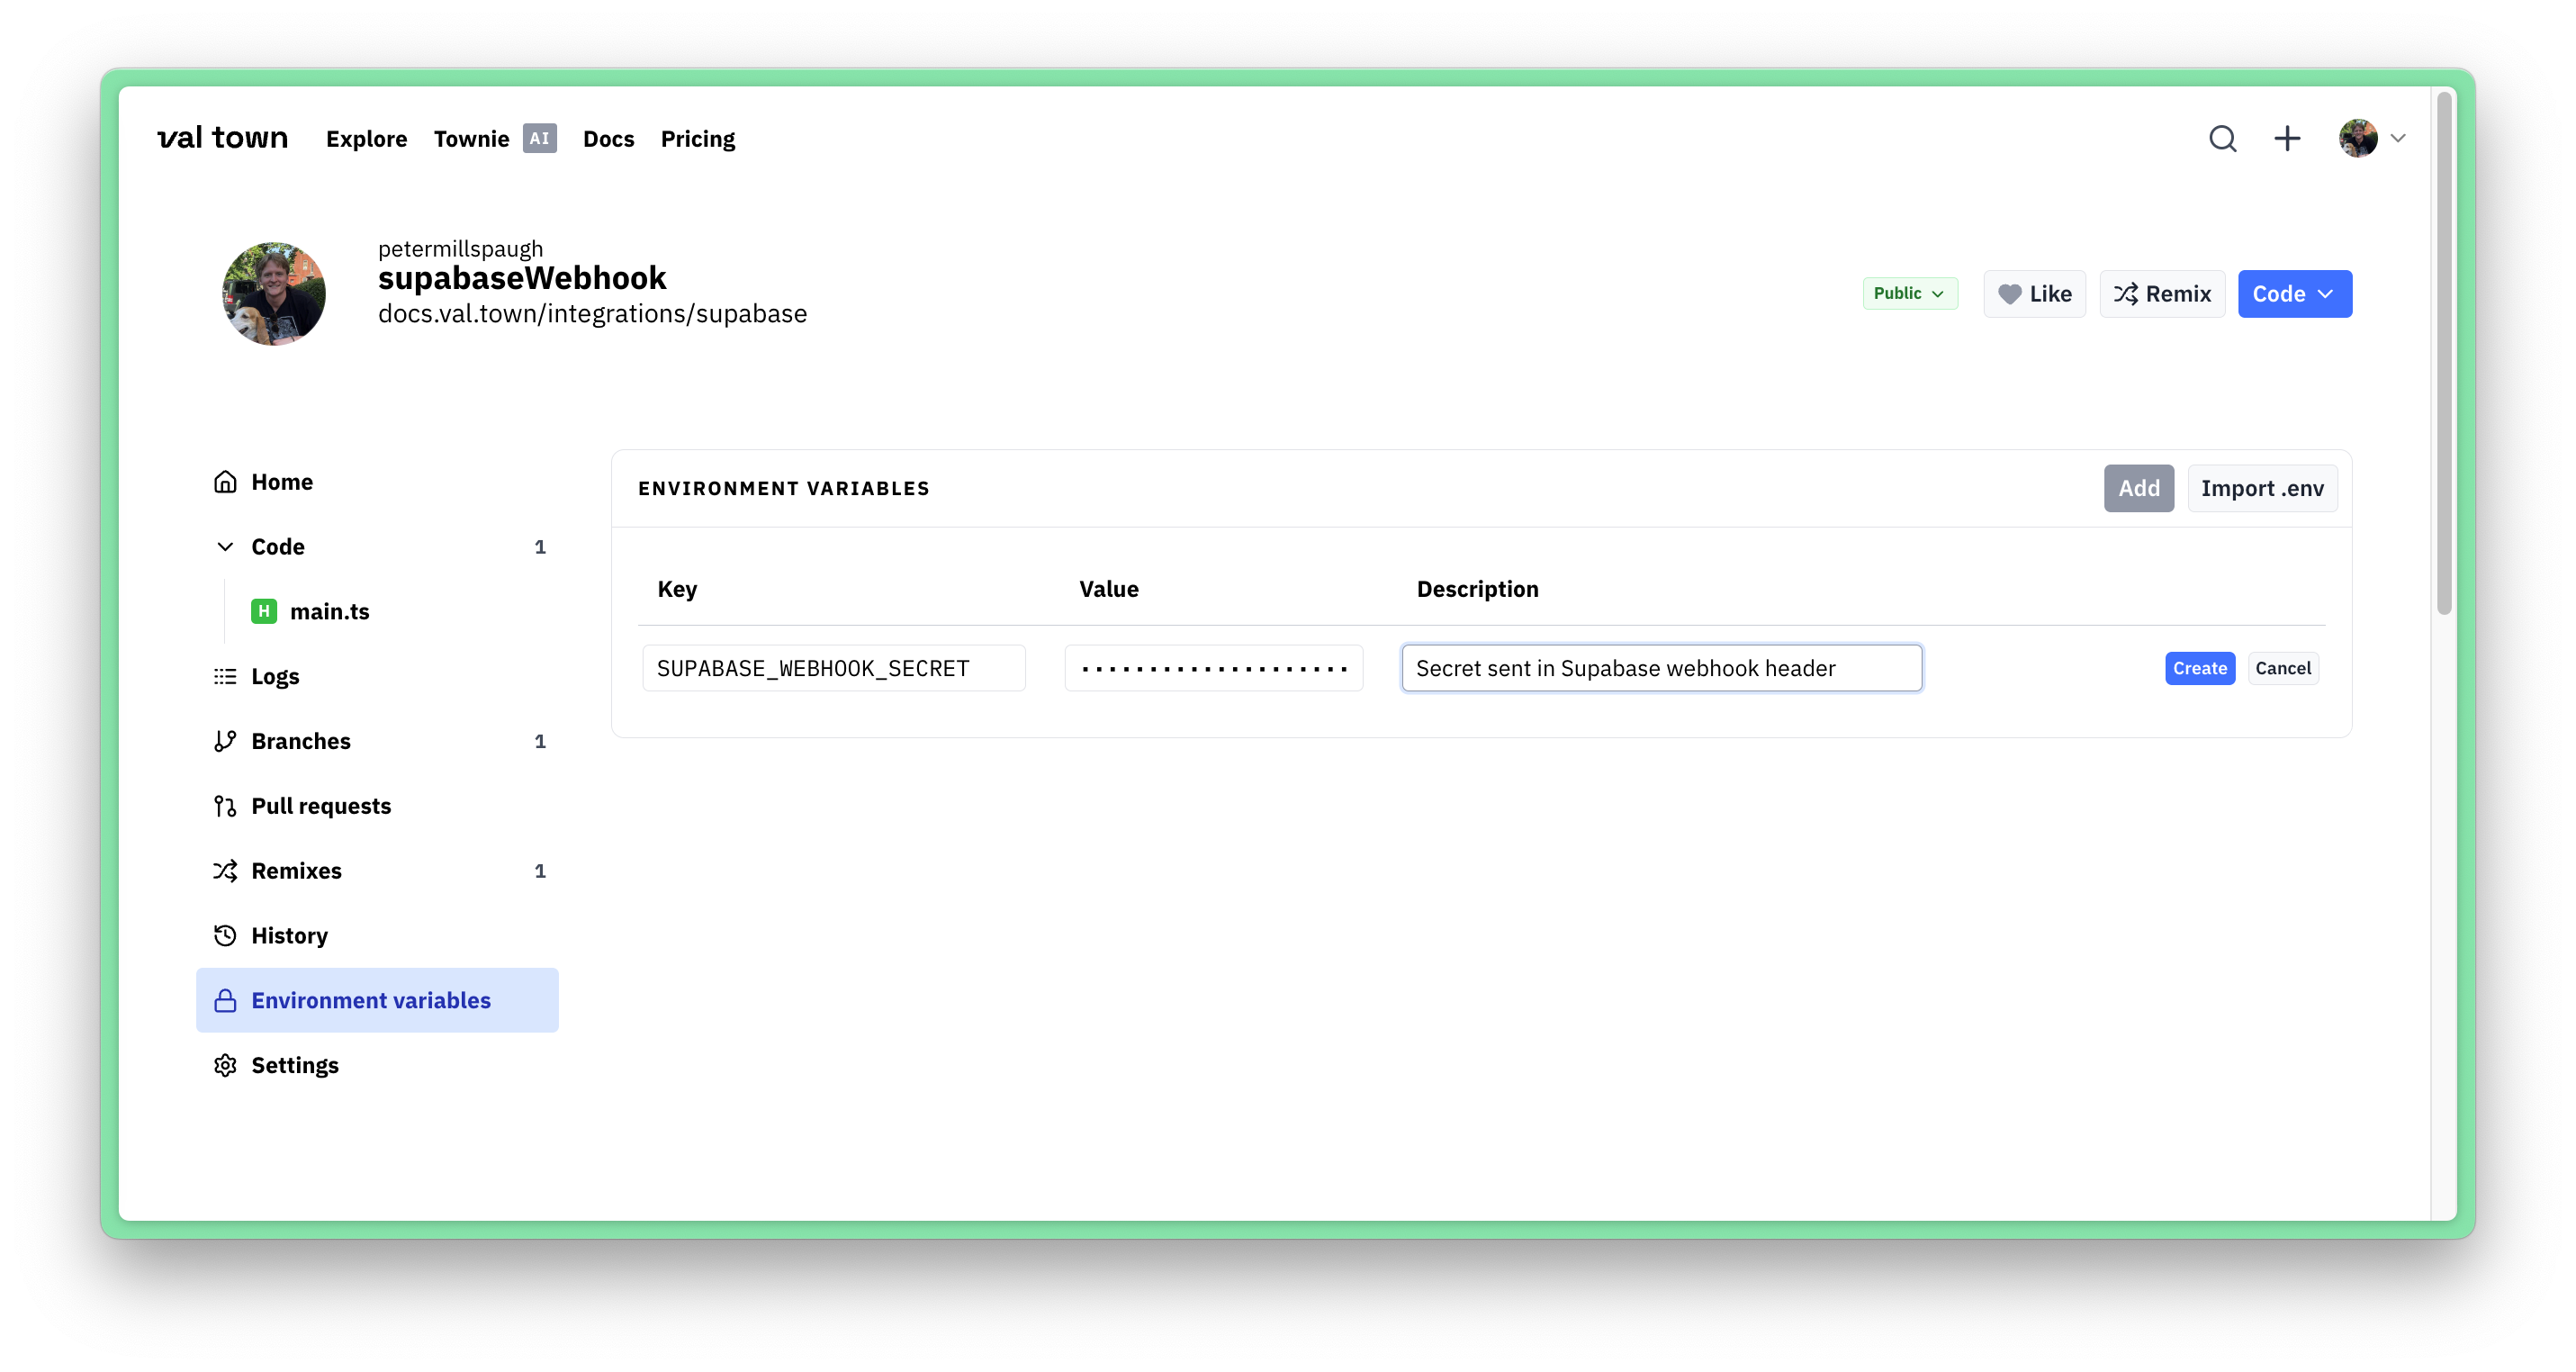 val town Explore Townie AI Docs Pricing
petermillspaugh
supabaseWebhook
docs.val.town/integrations/supabase
Public Like Remix Code
Home
Code 1
H main.ts
Logs
Branches 1
Pull requests
Remixes 1
History
Environment variables
Settings
ENVIRONMENT VARIABLES Add Import .env
Key Value Description
SUPABASE_WEBHOOK_SECRET Secret sent in Supabase webhook header Create Cancel